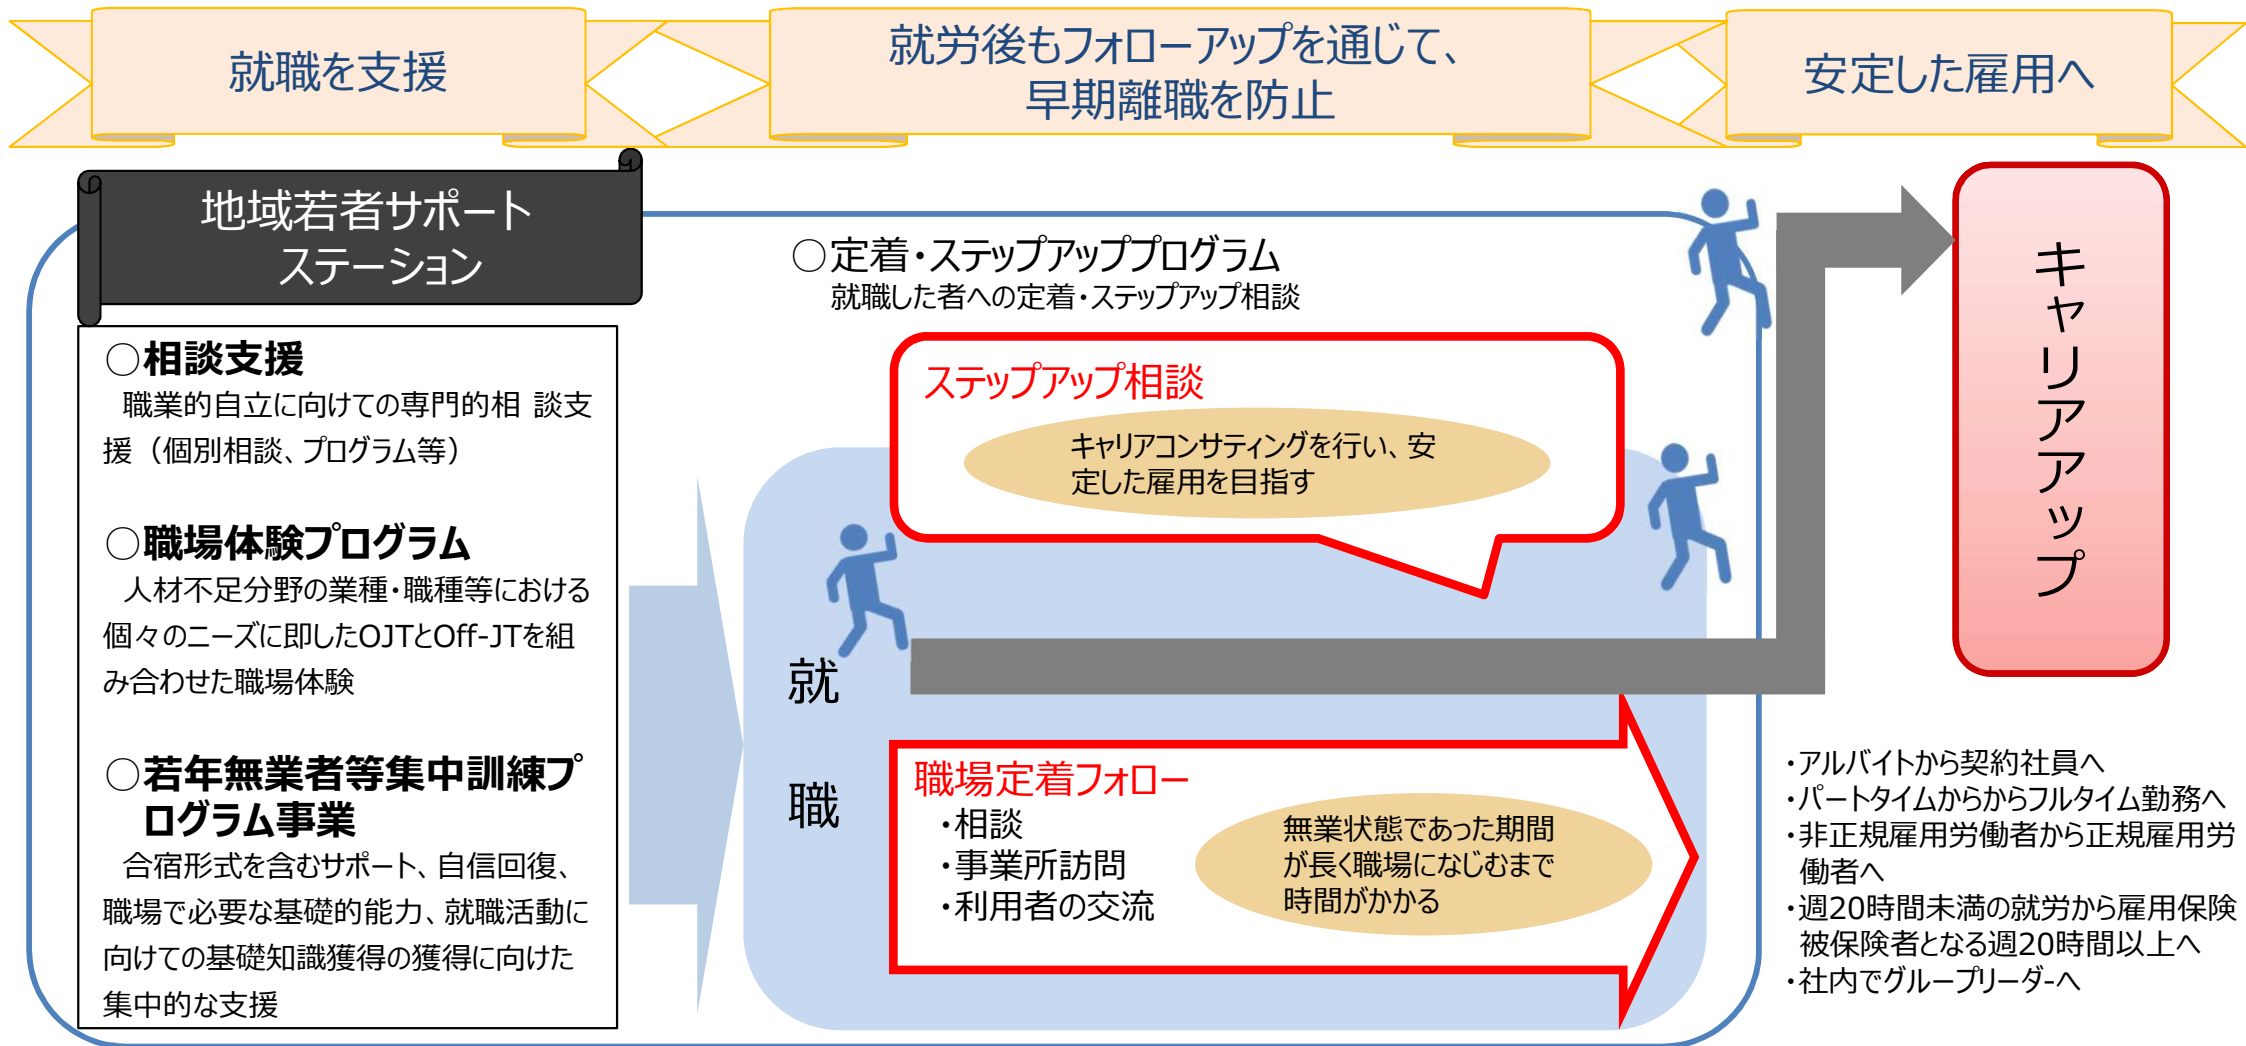 就職を支援
就労後もフォローアップを通じて、
早期離職を防止
安定した雇用へ
地域若者サポート
ステーション
○相談支援
職業的自立に向けての専門的相 談支
援（個別相談、プログラム等）
○職場体験プログラム
人材不足分野の業種・職種等における
個々のニーズに即したOJTとOff-JTを組
み合わせた職場体験
○若年無業者等集中訓練プ
ログラム事業
合宿形式を含むサポート、自信回復、
職場で必要な基礎的能力、就職活動に
向けての基礎知識獲得の獲得に向けた
集中的な支援
○定着・ステップアッププログラム
就職した者への定着・ステップアップ相談
ステップアップ相談
キャリアコンサティングを行い、安
定した雇用を目指す
就
職
職場定着フォロー
・相談
・事業所訪問
・利用者の交流
無業状態であった期間
が長く職場になじむまで
時間がかかる
キャリアアップ
・アルバイトから契約社員へ
・パートタイムからからフルタイム勤務へ
・非正規雇用労働者から正規雇用労
働者へ
・週20時間未満の就労から雇用保険
被保険者となる週20時間以上へ
・社内でグループリーダ-へ